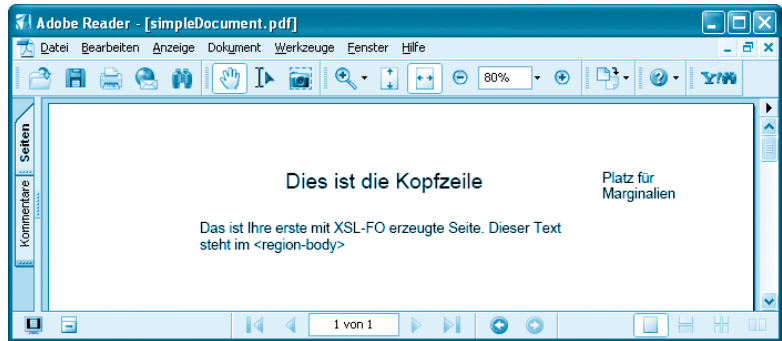 Adobe Reader - [simpleDocument.pdf]
Datei Bearbeiten Anzeige Dokument Werkzeuge Fenster Hilfe
80%
Y!
Seiten
Kommentare
Dies ist die Kopfzeile
Platz für
Marginalien
Das ist Ihre erste mit XSL-FO erzeugte Seite. Dieser Text
steht im <region-body>
1 von 1